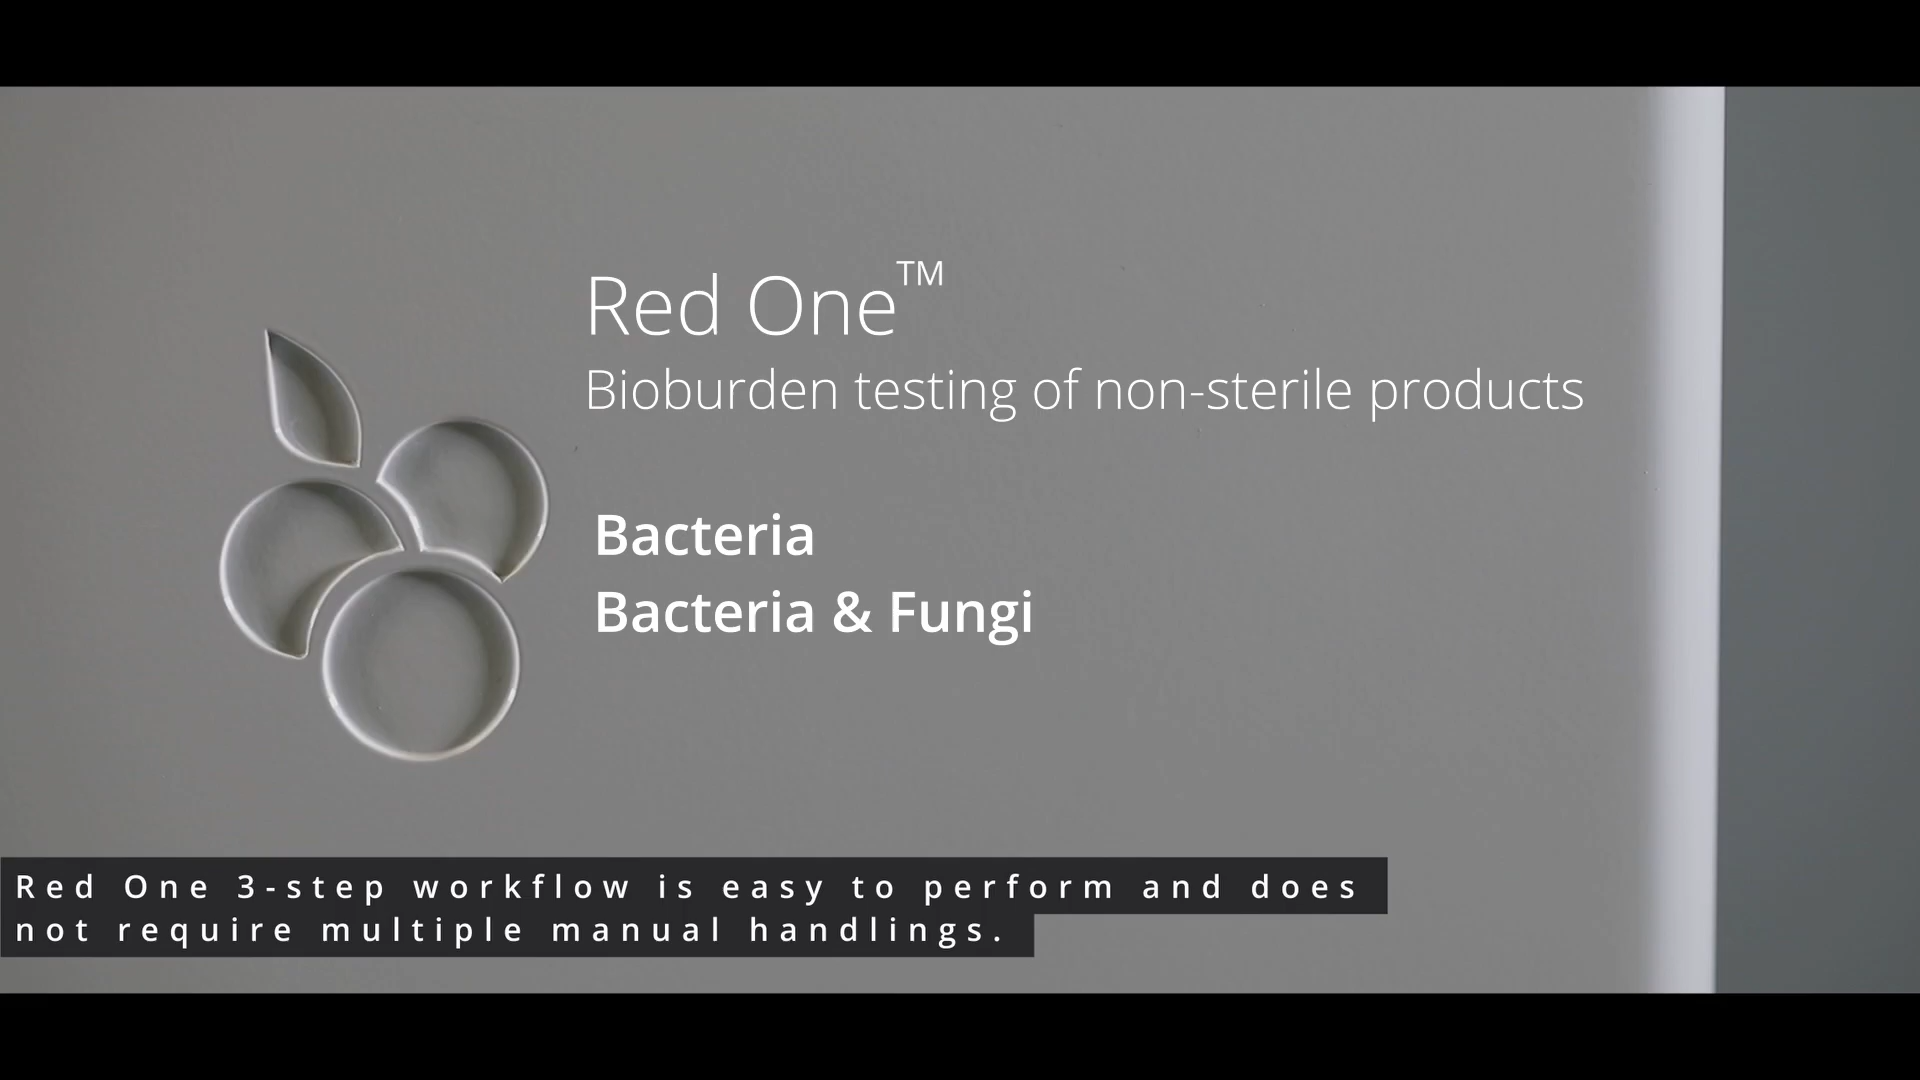 Red One™
Bioburden testing of non-sterile products
Bacteria
Bacteria & Fungi
Red One 3-step workflow is easy to perform and does
not require multiple manual handlings.